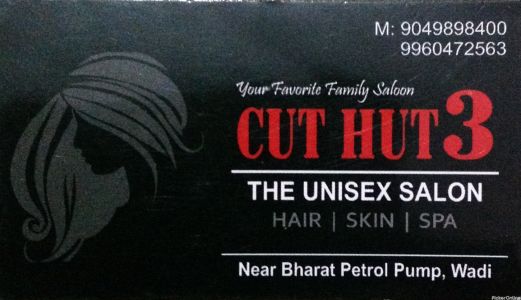 M: 9049898400
9960472563
Your Favorite Family Saloon
CUT HUT 3
THE UNISEX SALON
HAIR | SKIN | SPA
Near Bharat Petrol Pump, Wadi
PickerOnline